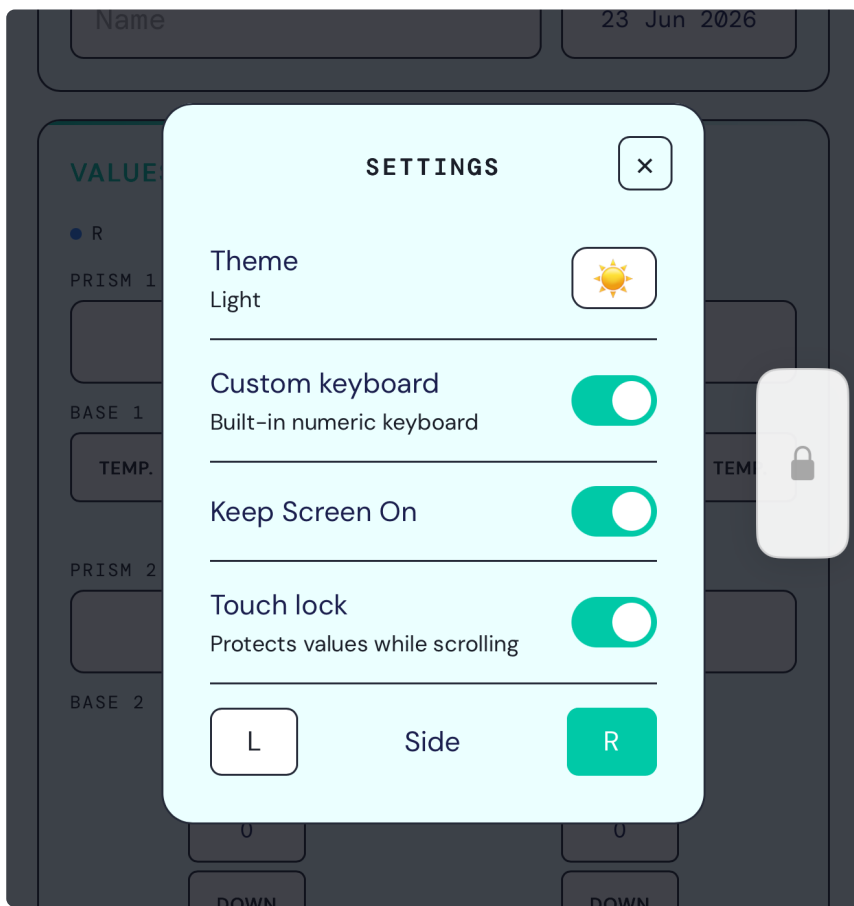 Name
23 Jun 2026
SETTINGS
×
VALUES
R
Theme
Light
PRISM 1
Custom keyboard
Built-in numeric keyboard
BASE 1
TEMP.
TEMP.
Keep Screen On
PRISM 2
Touch lock
Protects values while scrolling
BASE 2
L
Side
R
0
0
DOWN
DOWN